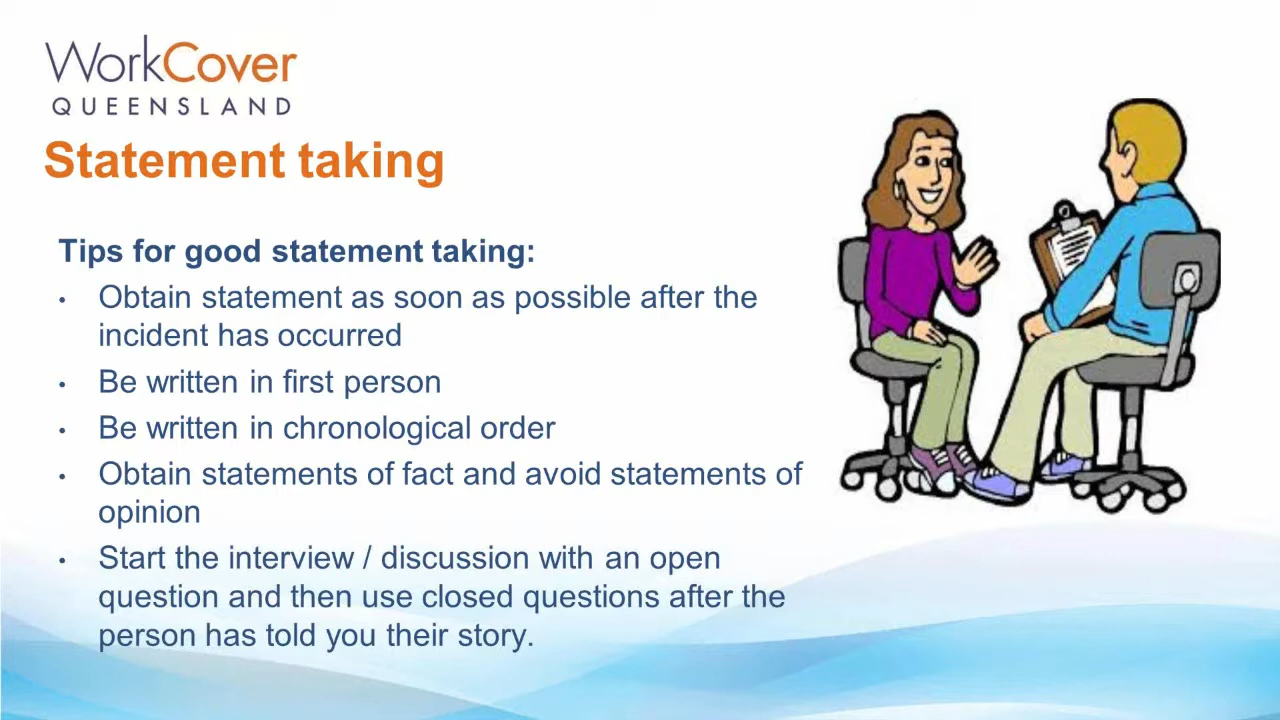 WorkCover
QUEENSLAND
Statement taking
Tips for good statement taking:
• Obtain statement as soon as possible after the
incident has occurred
• Be written in first person
• Be written in chronological order
• Obtain statements of fact and avoid statements of
opinion
• Start the interview / discussion with an open
question and then use closed questions after the
person has told you their story.